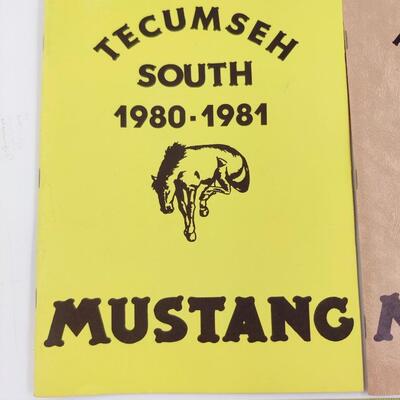 TECUMSEH
SOUTH
1980-1981
MUSTANG
M